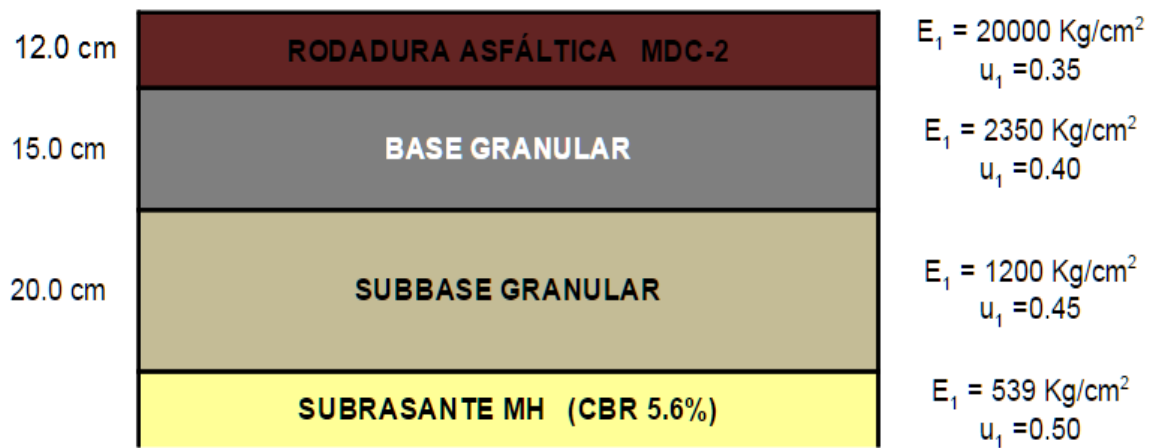 12.0 cm
RODADURA ASFÁLTICA MDC-2
E₁ = 20000 Kg/cm²
u₁ =0.35
15.0 cm
BASE GRANULAR
E₁ = 2350 Kg/cm²
u₁ =0.40
20.0 cm
SUBBASE GRANULAR
E₁ = 1200 Kg/cm²
u₁ =0.45
SUBRASANTE MH (CBR 5.6%)
E₁ = 539 Kg/cm²
u₁ =0.50